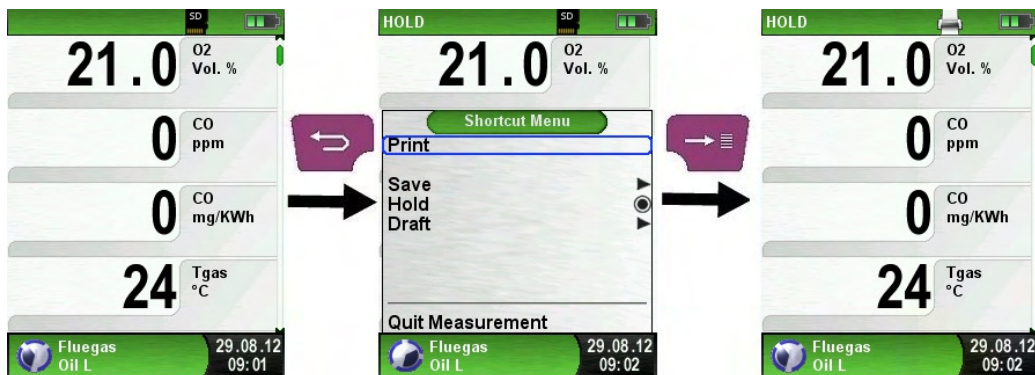 SD
21.0 O2
Vol. %
0 CO
ppm
0 CO
mg/KWh
24 Tgas
°C
Fluegas 29.08.12
Oil L 09:01
HOLD SD
21.0 O2
Vol. %
Shortcut Menu
Print
Save
Hold
Draft
Quit Measurement
Fluegas 29.08.12
Oil L 09:02
HOLD
21.0 O2
Vol. %
0 CO
ppm
0 CO
mg/KWh
24 Tgas
°C
Fluegas 29.08.12
Oil L 09:02